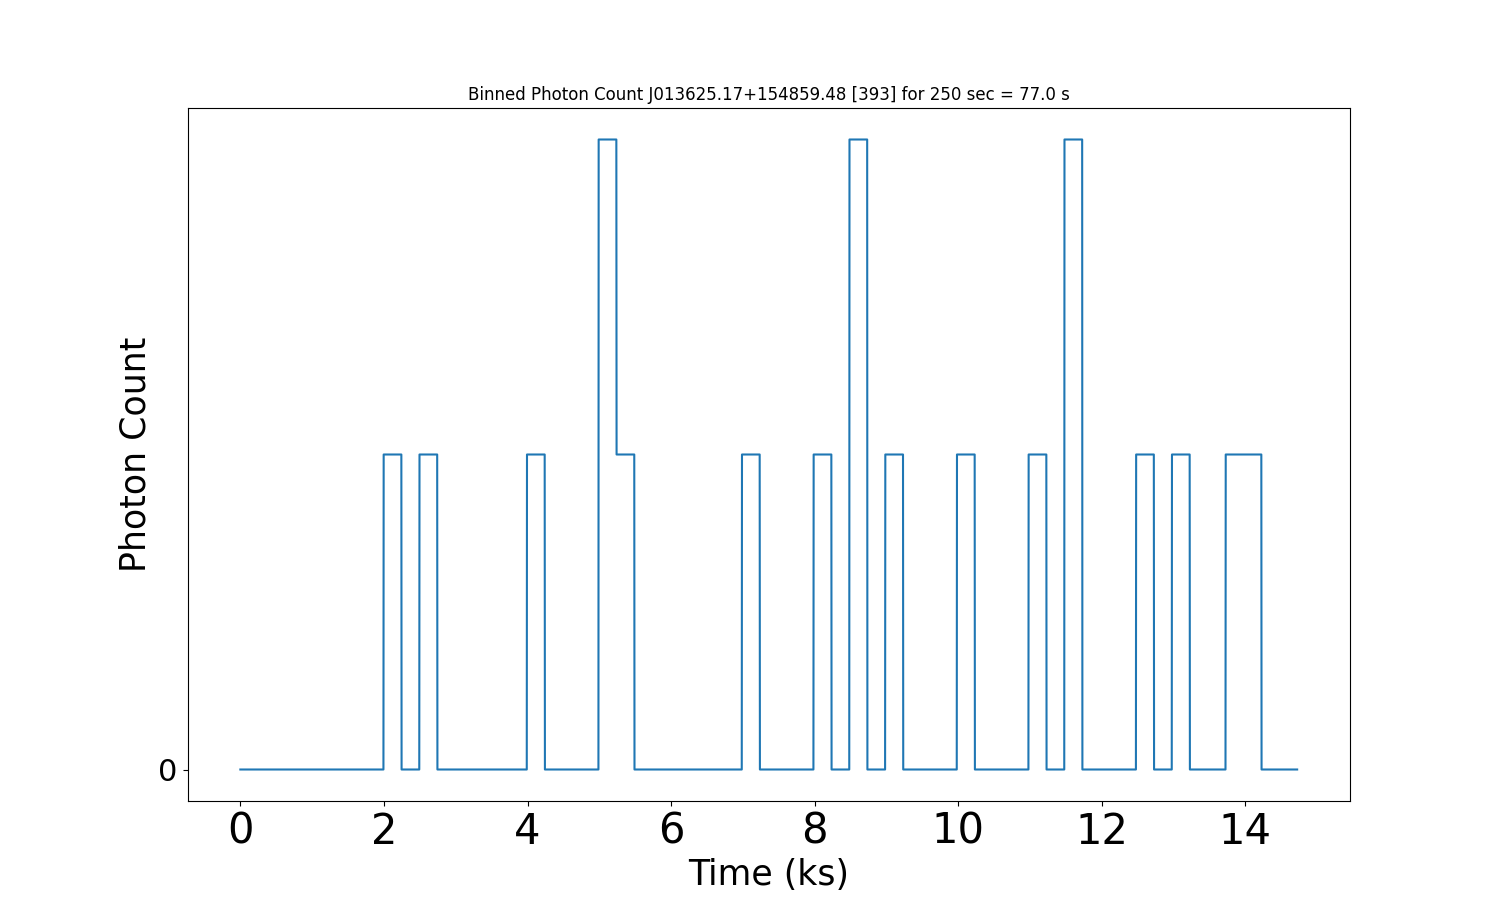 Binned Photon Count J013625.17+154859.48 [393] for 250 sec = 77.0 s
Photon Count
0
0 2 4 6 8 10 12 14
Time (ks)